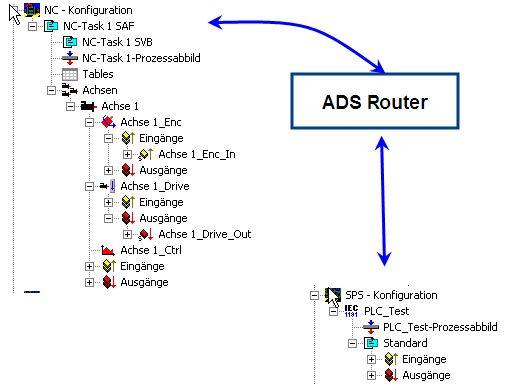 NC - Konfiguration
NC-Task 1 SAF
NC-Task 1 SVB
NC-Task 1-Prozessabbild
Tables
Achsen
Achse 1
Achse 1_Enc
Eingänge
Achse 1_Enc_In
Ausgänge
Achse 1_Drive
Eingänge
Ausgänge
Achse 1_Drive_Out
Achse 1_Ctrl
Eingänge
Ausgänge
ADS Router
SPS - Konfiguration
IEC 1131 PLC_Test
PLC_Test-Prozessabbild
Standard
Eingänge
Ausgänge